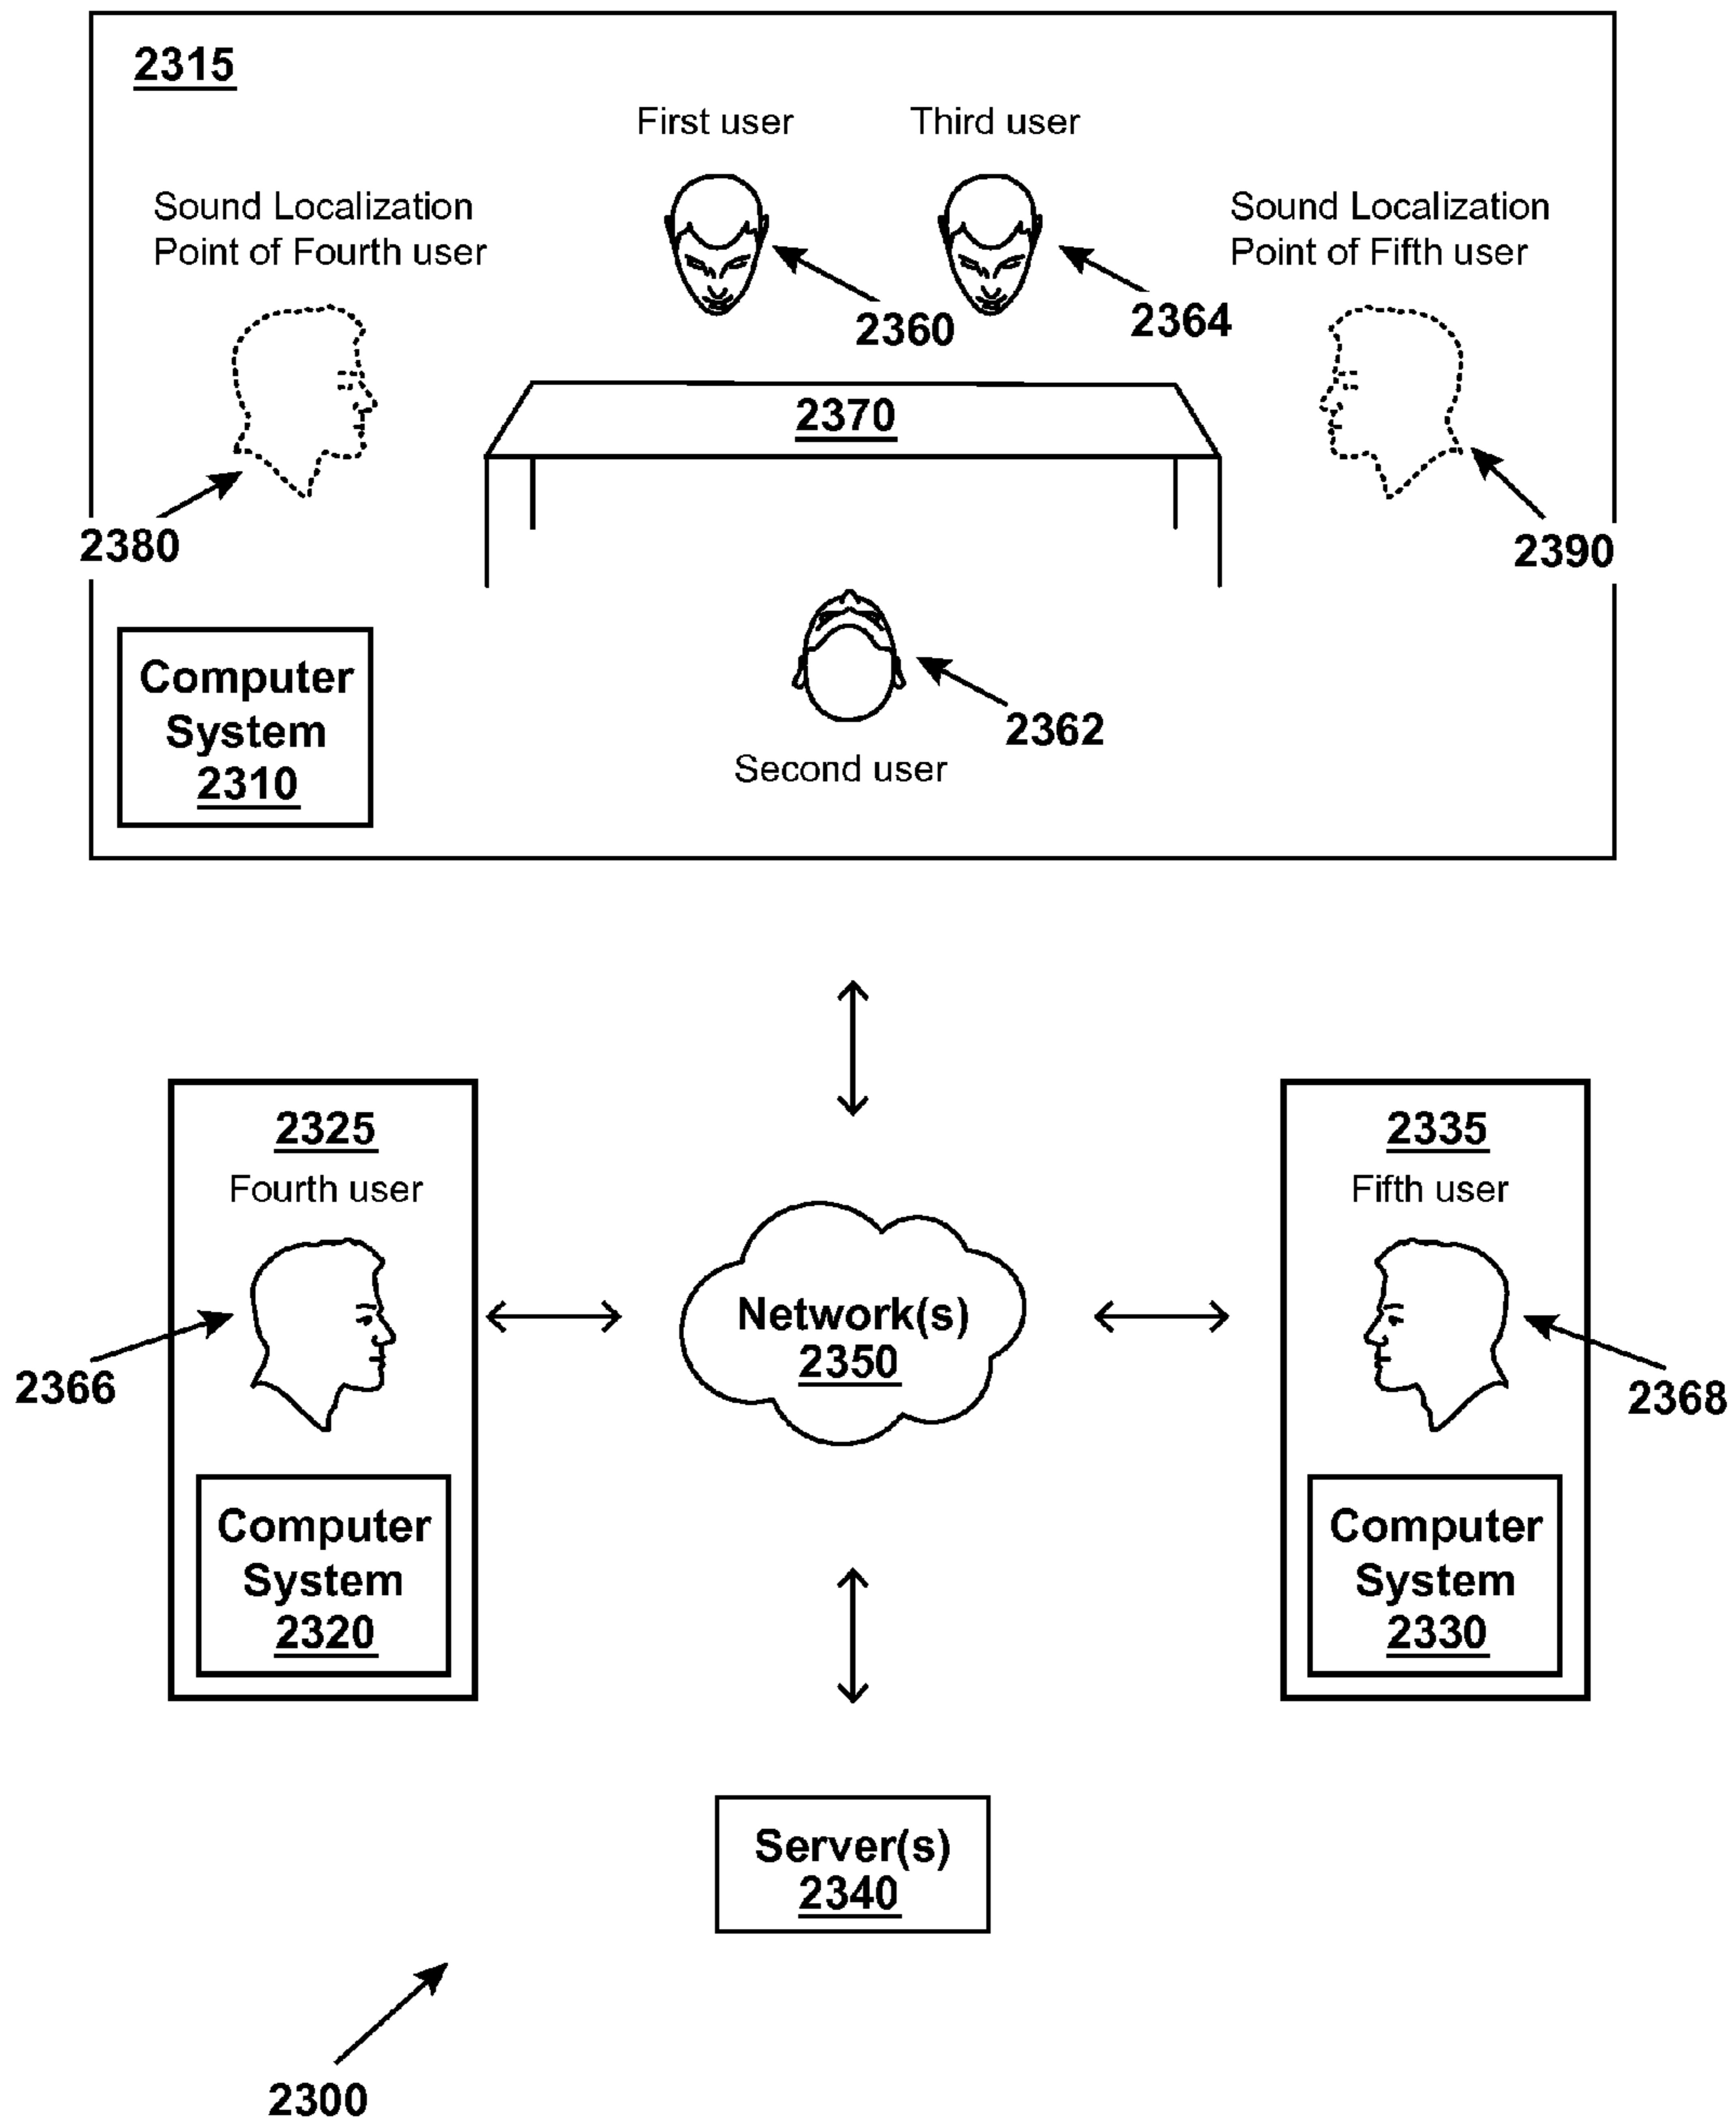 2315
First user
Third user
Sound Localization
Point of Fourth user
Sound Localization
Point of Fifth user
2360
2364
2370
2380
2390
Computer
System
2310
2362
Second user
2325
Fourth user
2335
Fifth user
Network(s)
2350
2366
2368
Computer
System
2320
Computer
System
2330
Server(s)
2340
2300